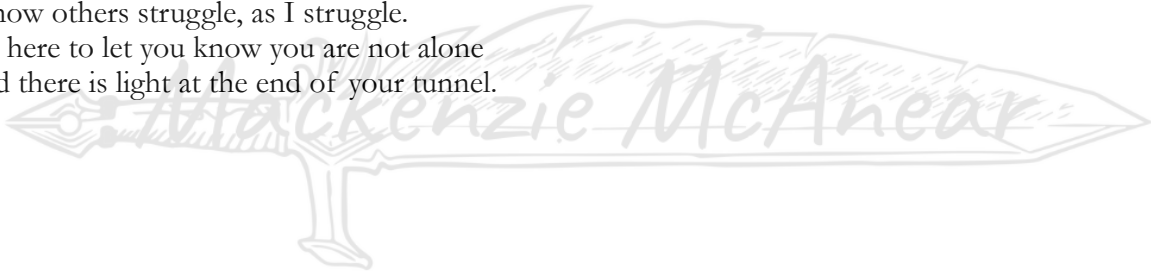 now others struggle, as I struggle.
here to let you know you are not alone
d there is light at the end of your tunnel.
Mackenzie McAnear